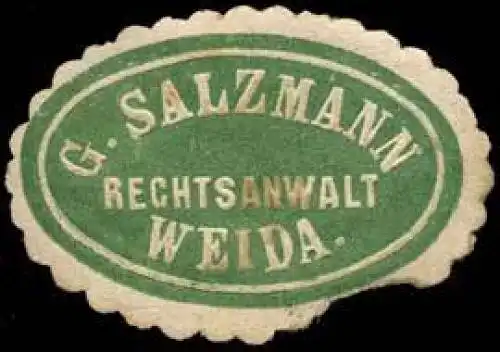 G. SALZMANN
RECHTSANWALT
WEIDA.